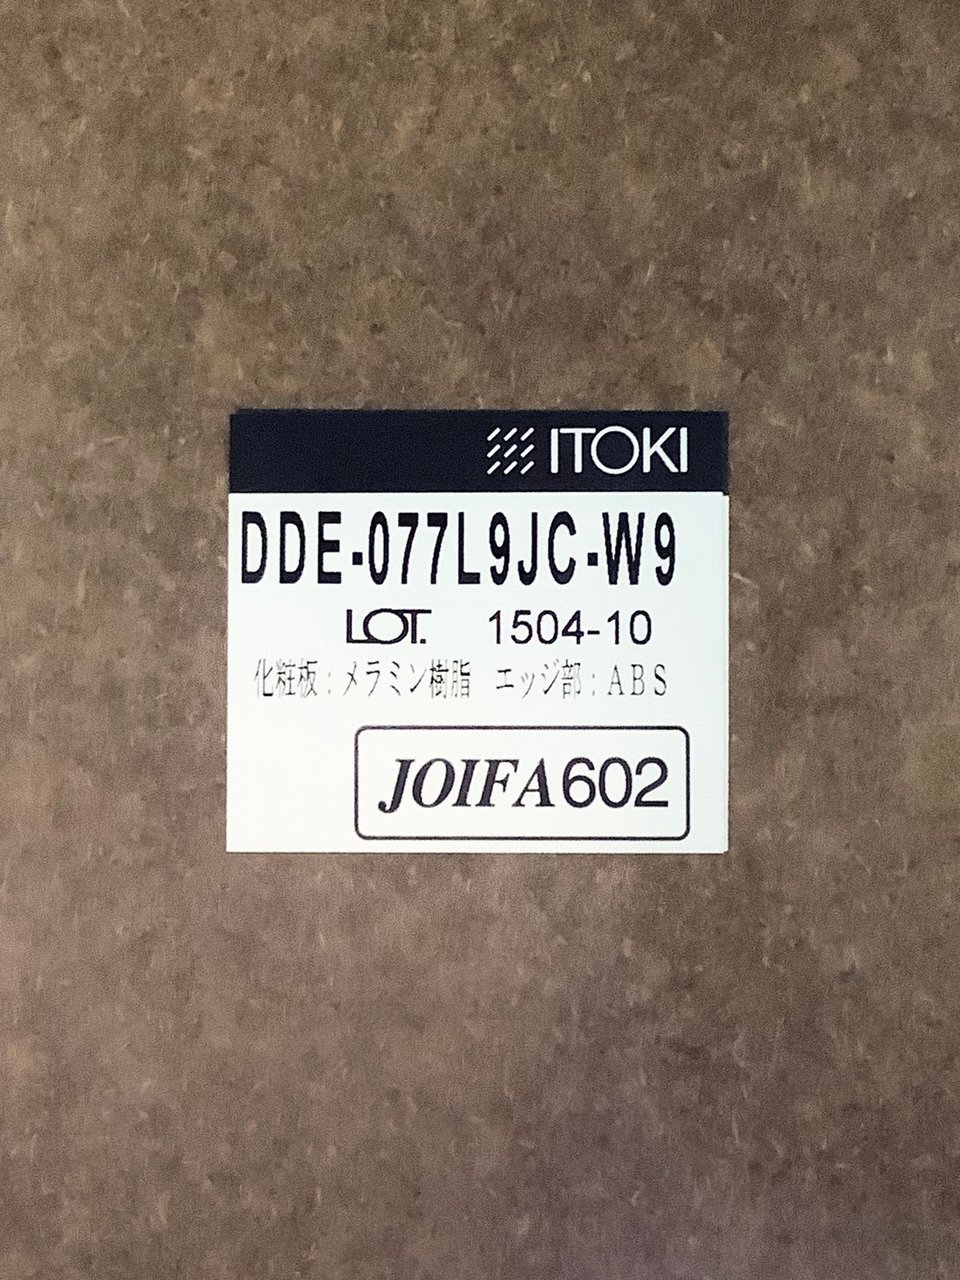 ITOKI
DDE-077L9JC-W9
LOT. 1504-10
化粧板：メラミン樹脂 エッジ部：ABS
JOIFA602